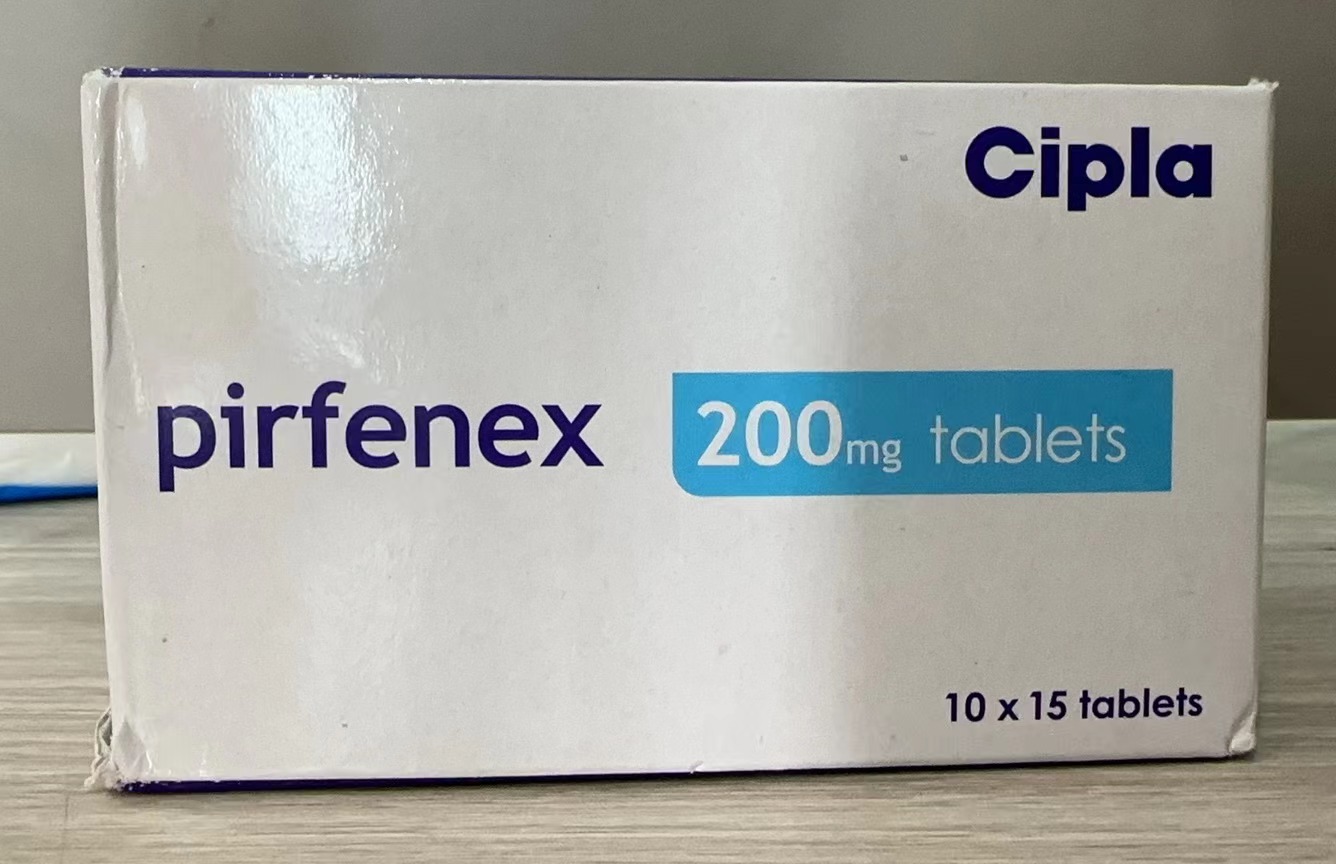 Cipla
pirfenex 200mg tablets
10 x 15 tablets